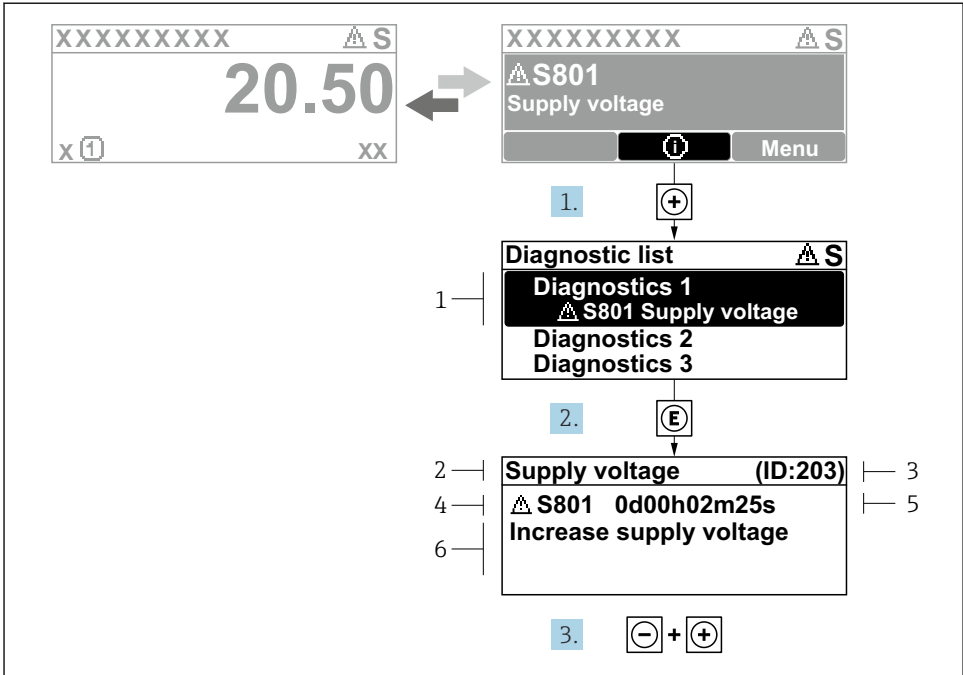 XXXXXXXXX ⚠ S
20.50
x ① XX
XXXXXXXXX ⚠ S
⚠ S801
Supply voltage
ⓘ Menu
1. +
Diagnostic list ⚠ S
1
Diagnostics 1
⚠ S801 Supply voltage
Diagnostics 2
Diagnostics 3
2. E
2 Supply voltage (ID:203) 3
4 ⚠ S801 0d00h02m25s 5
6 Increase supply voltage
3. - + +